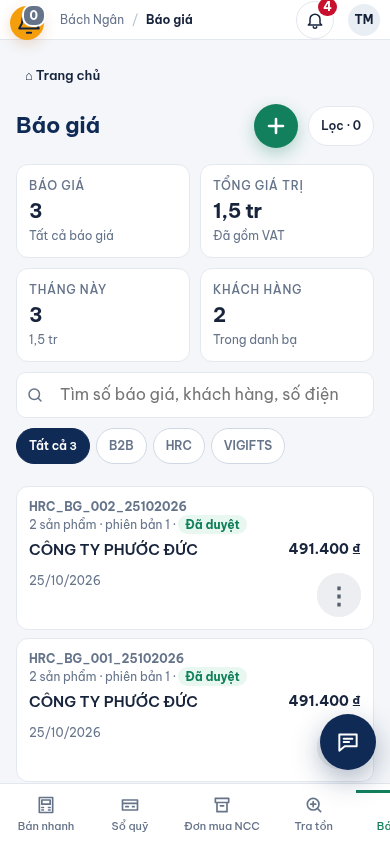 0
Bách Ngân / Báo giá
4
TM
⌂ Trang chủ
Báo giá
Lọc · 0
BÁO GIÁ
3
Tất cả báo giá
TỔNG GIÁ TRỊ
1,5 tr
Đã gồm VAT
THÁNG NÀY
3
1,5 tr
KHÁCH HÀNG
2
Trong danh bạ
Tìm số báo giá, khách hàng, số điện
Tất cả 3
B2B
HRC
VIGIFTS
HRC_BG_002_25102026
2 sản phẩm · phiên bản 1 · Đã duyệt
CÔNG TY PHƯỚC ĐỨC
491.400 ₫
25/10/2026
HRC_BG_001_25102026
2 sản phẩm · phiên bản 1 · Đã duyệt
CÔNG TY PHƯỚC ĐỨC
491.400 ₫
25/10/2026
Bán nhanh
Sổ quỹ
Đơn mua NCC
Tra tồn
Bá